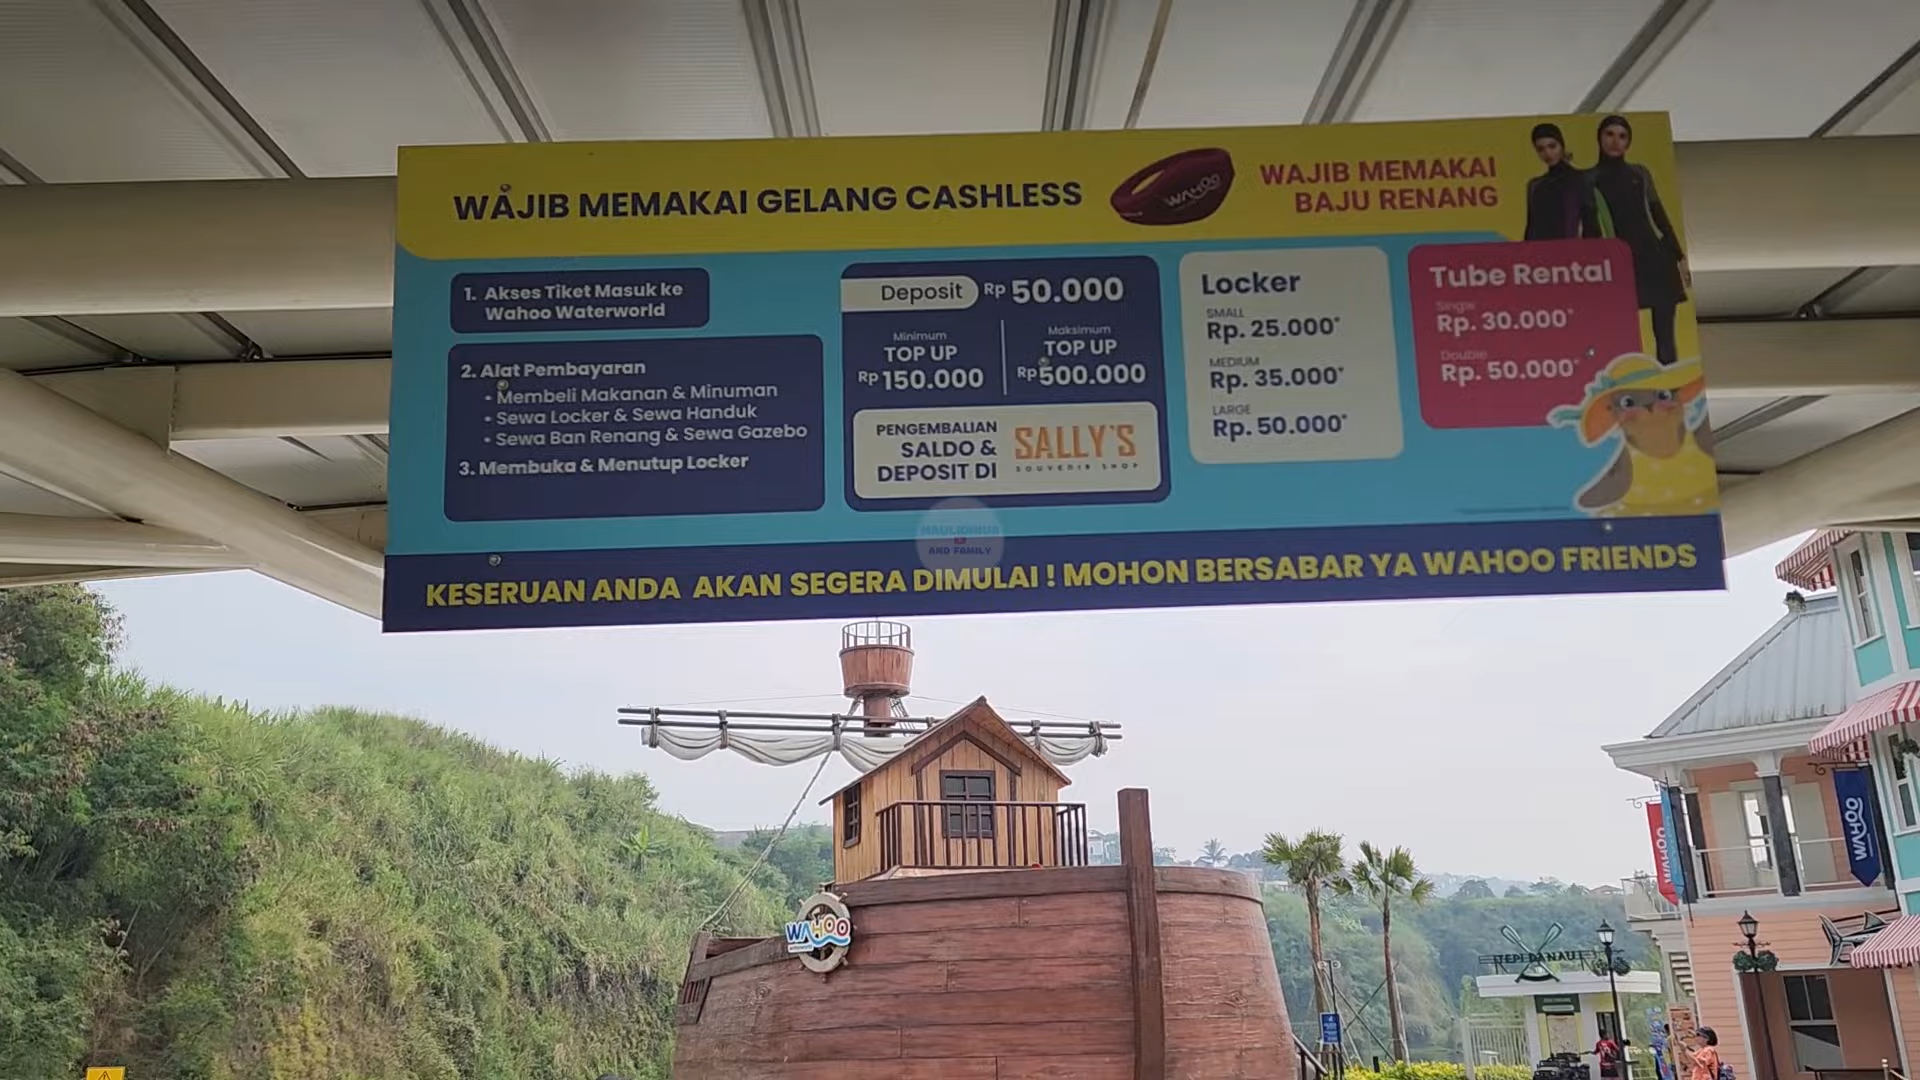 WAJIB MEMAKAI GELANG CASHLESS
WAHOO
WAJIB MEMAKAI
BAJU RENANG
1. Akses Tiket Masuk ke
Wahoo Waterworld
2. Alat Pembayaran
• Membeli Makanan & Minuman
• Sewa Locker & Sewa Handuk
• Sewa Ban Renang & Sewa Gazebo
3. Membuka & Menutup Locker
Deposit Rp 50.000
Minimum
TOP UP
Rp 150.000
Maksimum
TOP UP
Rp 500.000
PENGEMBALIAN
SALDO &
DEPOSIT DI
SALLY'S
SOUVENIR SHOP
Locker
SMALL
Rp. 25.000*
MEDIUM
Rp. 35.000*
LARGE
Rp. 50.000*
Tube Rental
Single
Rp. 30.000*
Double
Rp. 50.000*
AND FAMILY
KESERUAN ANDA AKAN SEGERA DIMULAI ! MOHON BERSABAR YA WAHOO FRIENDS
WAHOO
WAHOO
WAHOO
TEPI DANAU